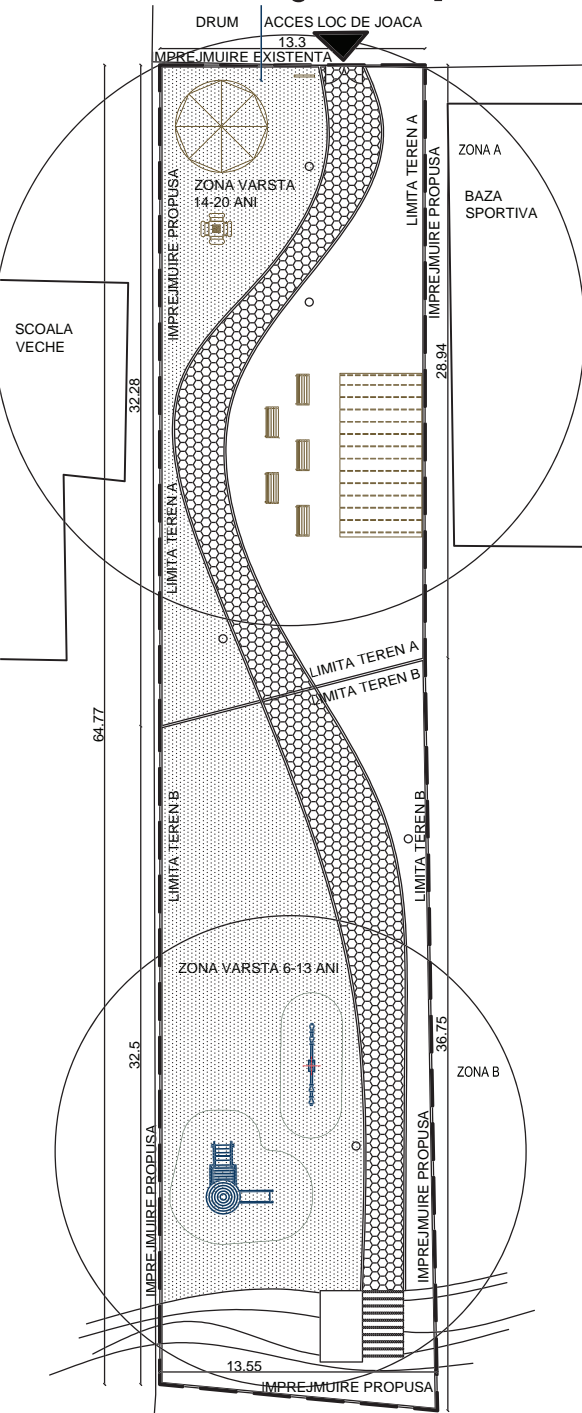 DRUM ACCES LOC DE JOACA
13.3
IMPREJMUIRE EXISTENTA
LIMITA TEREN A
IMPREJMUIRE PROPUSA
ZONA A
BAZA
SPORTIVA
IMPREJMUIRE PROPUSA
ZONA VARSTA
14-20 ANI
SCOALA
VECHE
32.28
28.94
LIMITA TEREN A
LIMITA TEREN A
LIMITA TEREN B
64.77
LIMITA TEREN B
LIMITA TEREN B
ZONA VARSTA 6-13 ANI
32.5
36.75
ZONA B
IMPREJMUIRE PROPUSA
IMPREJMUIRE PROPUSA
13.55
IMPREJMUIRE PROPUSA